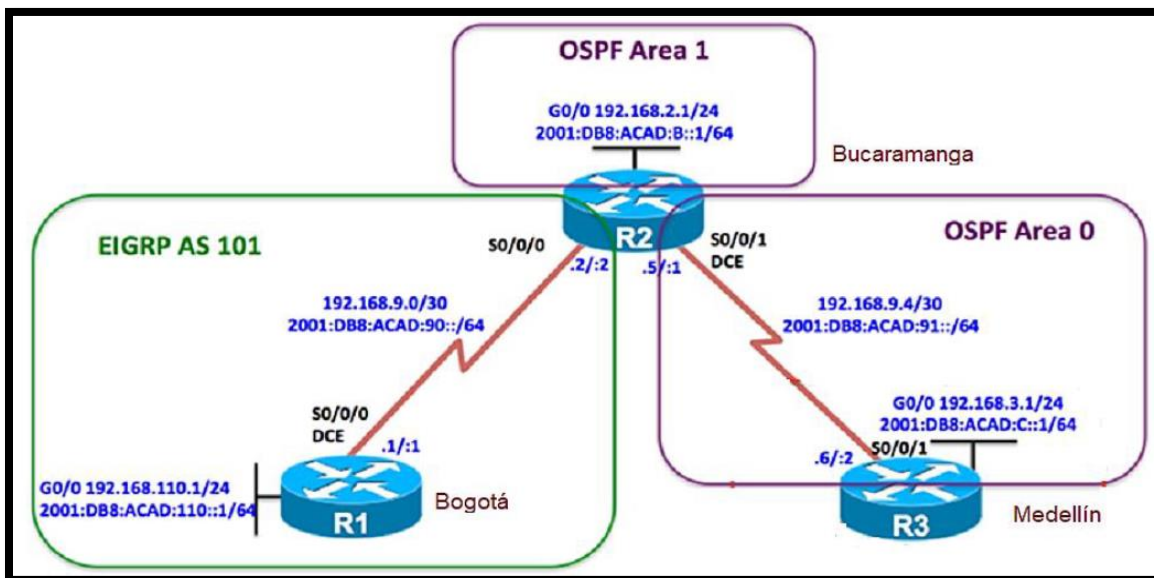 OSPF Area 1
G0/0 192.168.2.1/24
2001:DB8:ACAD:B::1/64
Bucaramanga
R2
EIGRP AS 101
S0/0/0
.2/:2
.5/:1
S0/0/1
DCE
OSPF Area 0
192.168.9.0/30
2001:DB8:ACAD:90::/64
192.168.9.4/30
2001:DB8:ACAD:91::/64
S0/0/0
DCE
.1/:1
G0/0 192.168.110.1/24
2001:DB8:ACAD:110::1/64
R1
Bogotá
G0/0 192.168.3.1/24
2001:DB8:ACAD:C::1/64
.6/:2
S0/0/1
R3
Medellín